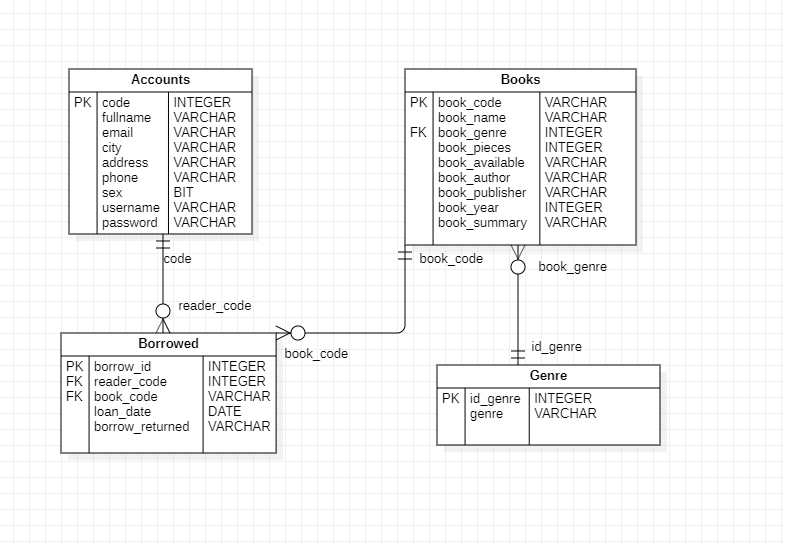 Accounts
PK code INTEGER
fullname VARCHAR
email VARCHAR
city VARCHAR
address VARCHAR
phone VARCHAR
sex BIT
username VARCHAR
password VARCHAR
Books
PK book_code VARCHAR
book_name VARCHAR
FK book_genre INTEGER
book_pieces INTEGER
book_available VARCHAR
book_author VARCHAR
book_publisher VARCHAR
book_year INTEGER
book_summary VARCHAR
code
book_code
book_genre
reader_code
book_code
id_genre
Borrowed
PK borrow_id INTEGER
FK reader_code INTEGER
FK book_code VARCHAR
loan_date DATE
borrow_returned VARCHAR
Genre
PK id_genre INTEGER
genre VARCHAR